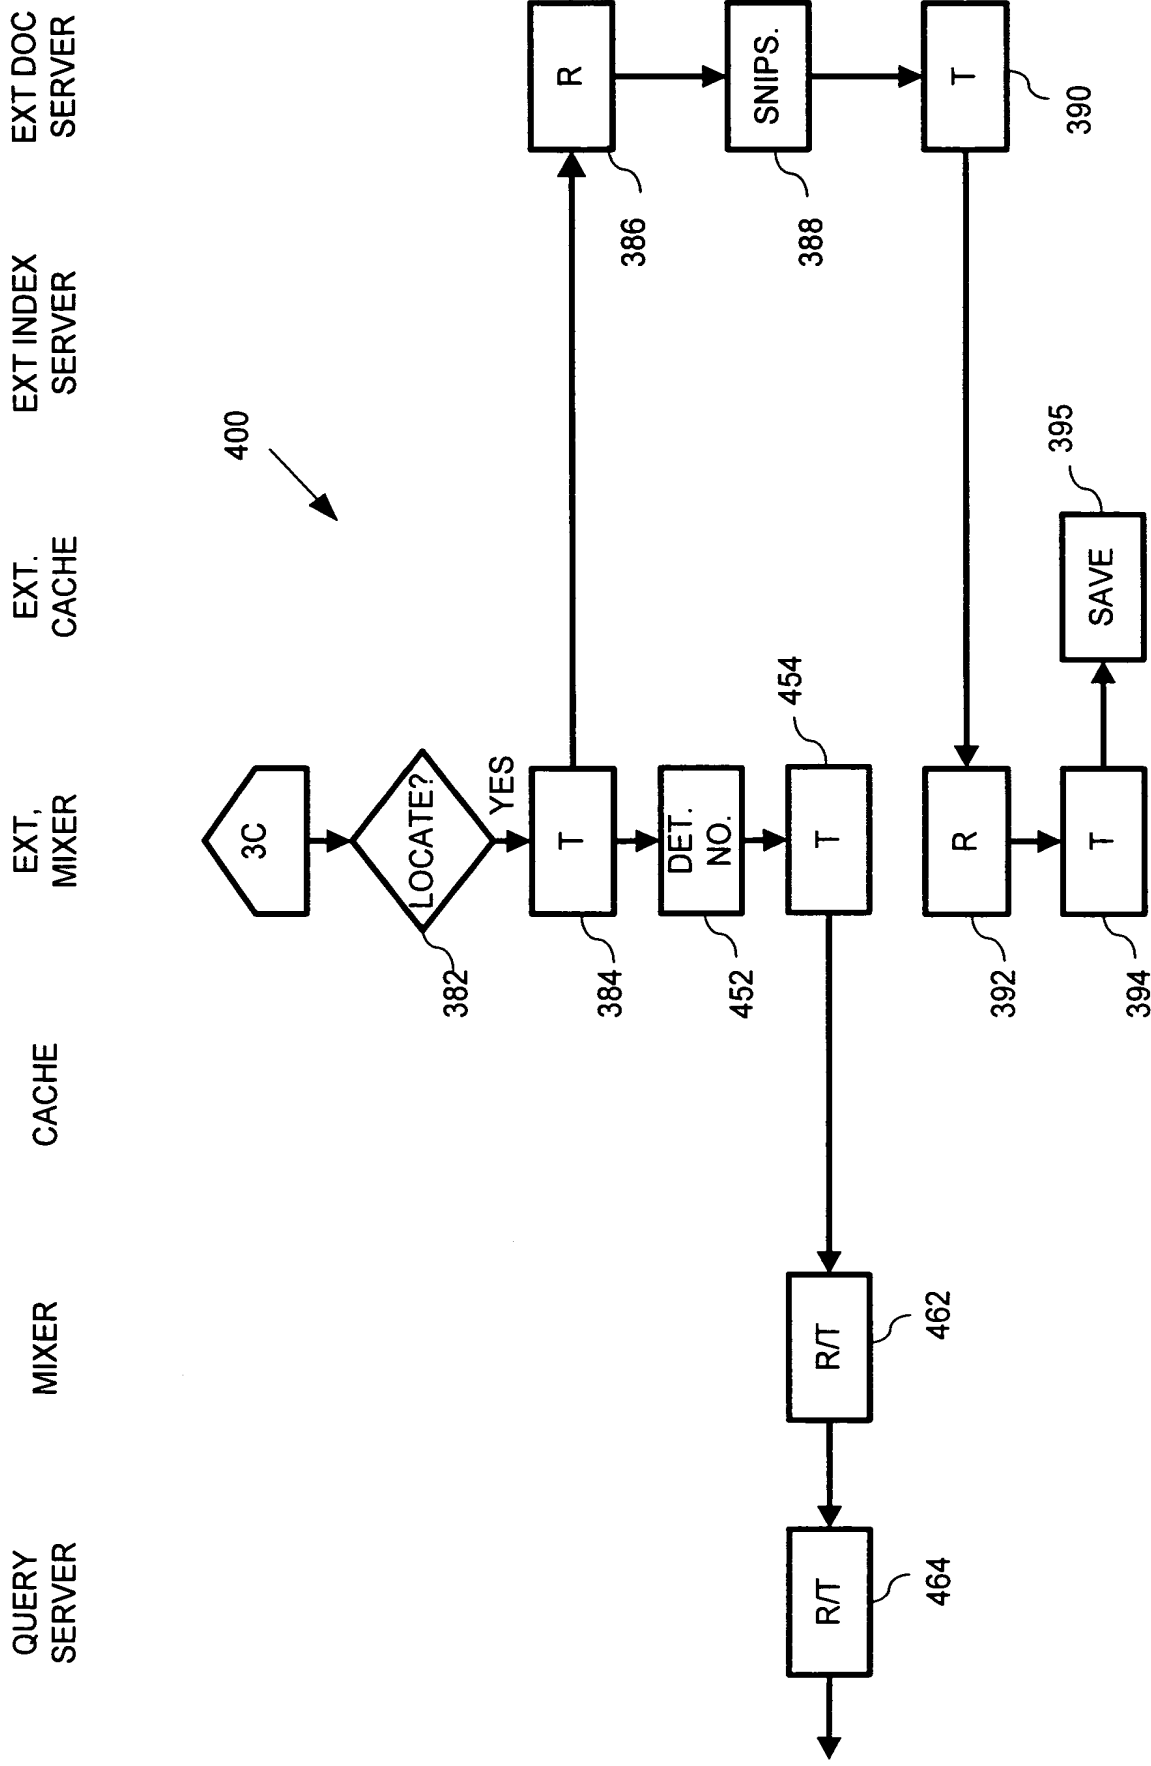 QUERY
SERVER
MIXER
CACHE
EXT,
MIXER
EXT.
CACHE
EXT INDEX
SERVER
EXT DOC
SERVER
400
3C
LOCATE?
382
YES
T
384
R
386
DET.
NO.
452
SNIPS.
388
R/T
464
R/T
462
T
454
R
392
T
390
T
394
SAVE
395